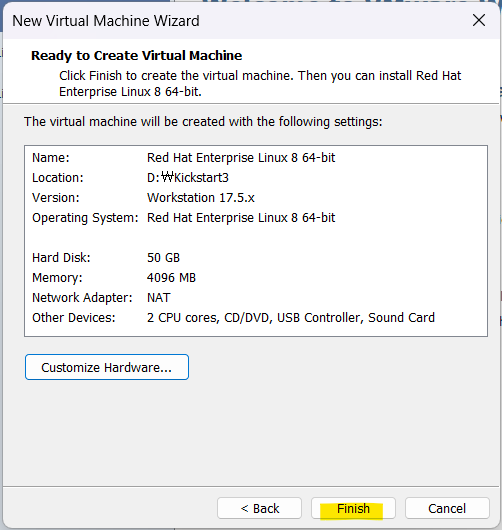 New Virtual Machine Wizard
Ready to Create Virtual Machine
Click Finish to create the virtual machine. Then you can install Red Hat
Enterprise Linux 8 64-bit.
The virtual machine will be created with the following settings:
Name: Red Hat Enterprise Linux 8 64-bit
Location: D:₩Kickstart3
Version: Workstation 17.5.x
Operating System: Red Hat Enterprise Linux 8 64-bit
Hard Disk: 50 GB
Memory: 4096 MB
Network Adapter: NAT
Other Devices: 2 CPU cores, CD/DVD, USB Controller, Sound Card
Customize Hardware...
< Back Finish Cancel